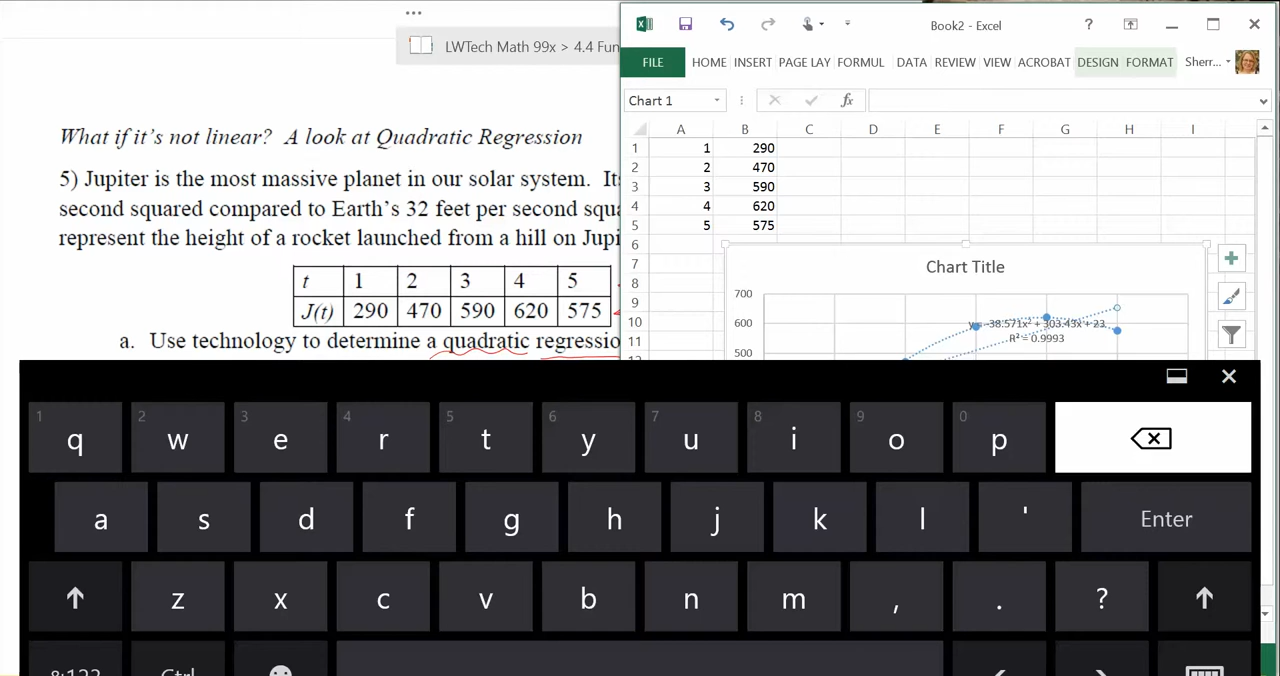 ...
LWTech Math 99x > 4.4 Fun
What if it's not linear? A look at Quadratic Regression
5) Jupiter is the most massive planet in our solar system.
second squared compared to Earth's 32 feet per second
represent the height of a rocket launched from a hill on
t 1 2 3 4 5
J(t) 290 470 590 620 575
a. Use technology to determine a quadratic
Book2 - Excel
?
FILE HOME INSERT PAGE LAY FORMUL DATA REVIEW VIEW ACROBAT DESIGN FORMAT Sherr...
Chart 1 fx
A B C D E F G H I
1 1 290
2 2 470
3 3 590
4 4 620
5 5 575
6
7
8
9
10
11
Chart Title
700
600
500
y = -38.571x² + 303.43x + 23
R² = 0.9993
1 q 2 w 3 e 4 r 5 t 6 y 7 u 8 i 9 o 0 p
a s d f g h j k l ' Enter
z x c v b n m , . ?
&123 Ctrl < >